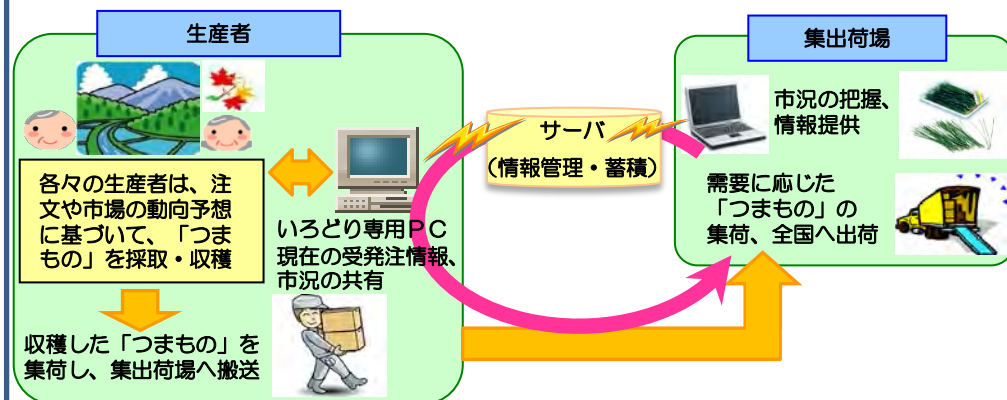 生産者
各々の生産者は、注
文や市場の動向予想
に基づいて、「つま
もの」を採取・収穫
収穫した「つまもの」を
集荷し、集出荷場へ搬送
いろどり専用ＰＣ
現在の受発注情報、
市況の共有
サーバ
（情報管理・蓄積）
集出荷場
市況の把握、
情報提供
需要に応じた
「つまもの」の
集荷、全国へ出荷